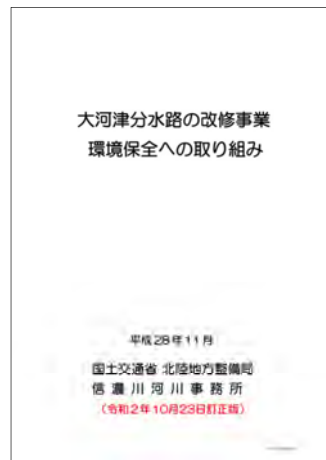 大河津分水路の改修事業
環境保全への取り組み
平成28年11月
国土交通省 北陸地方整備局
信濃川河川事務所
(令和2年10月23日訂正版)